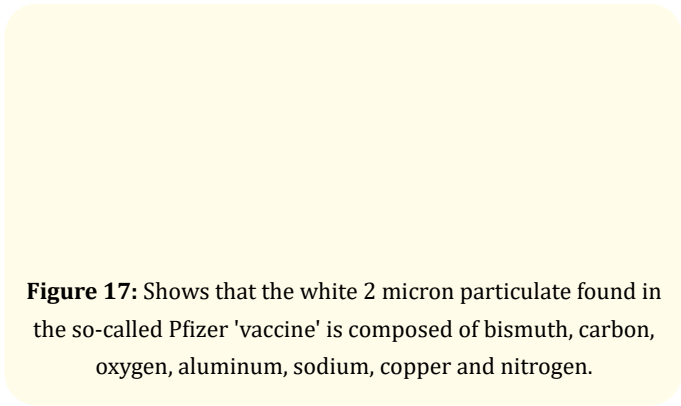 Figure 17: Shows that the white 2 micron particulate found in
the so-called Pfizer 'vaccine' is composed of bismuth, carbon,
oxygen, aluminum, sodium, copper and nitrogen.